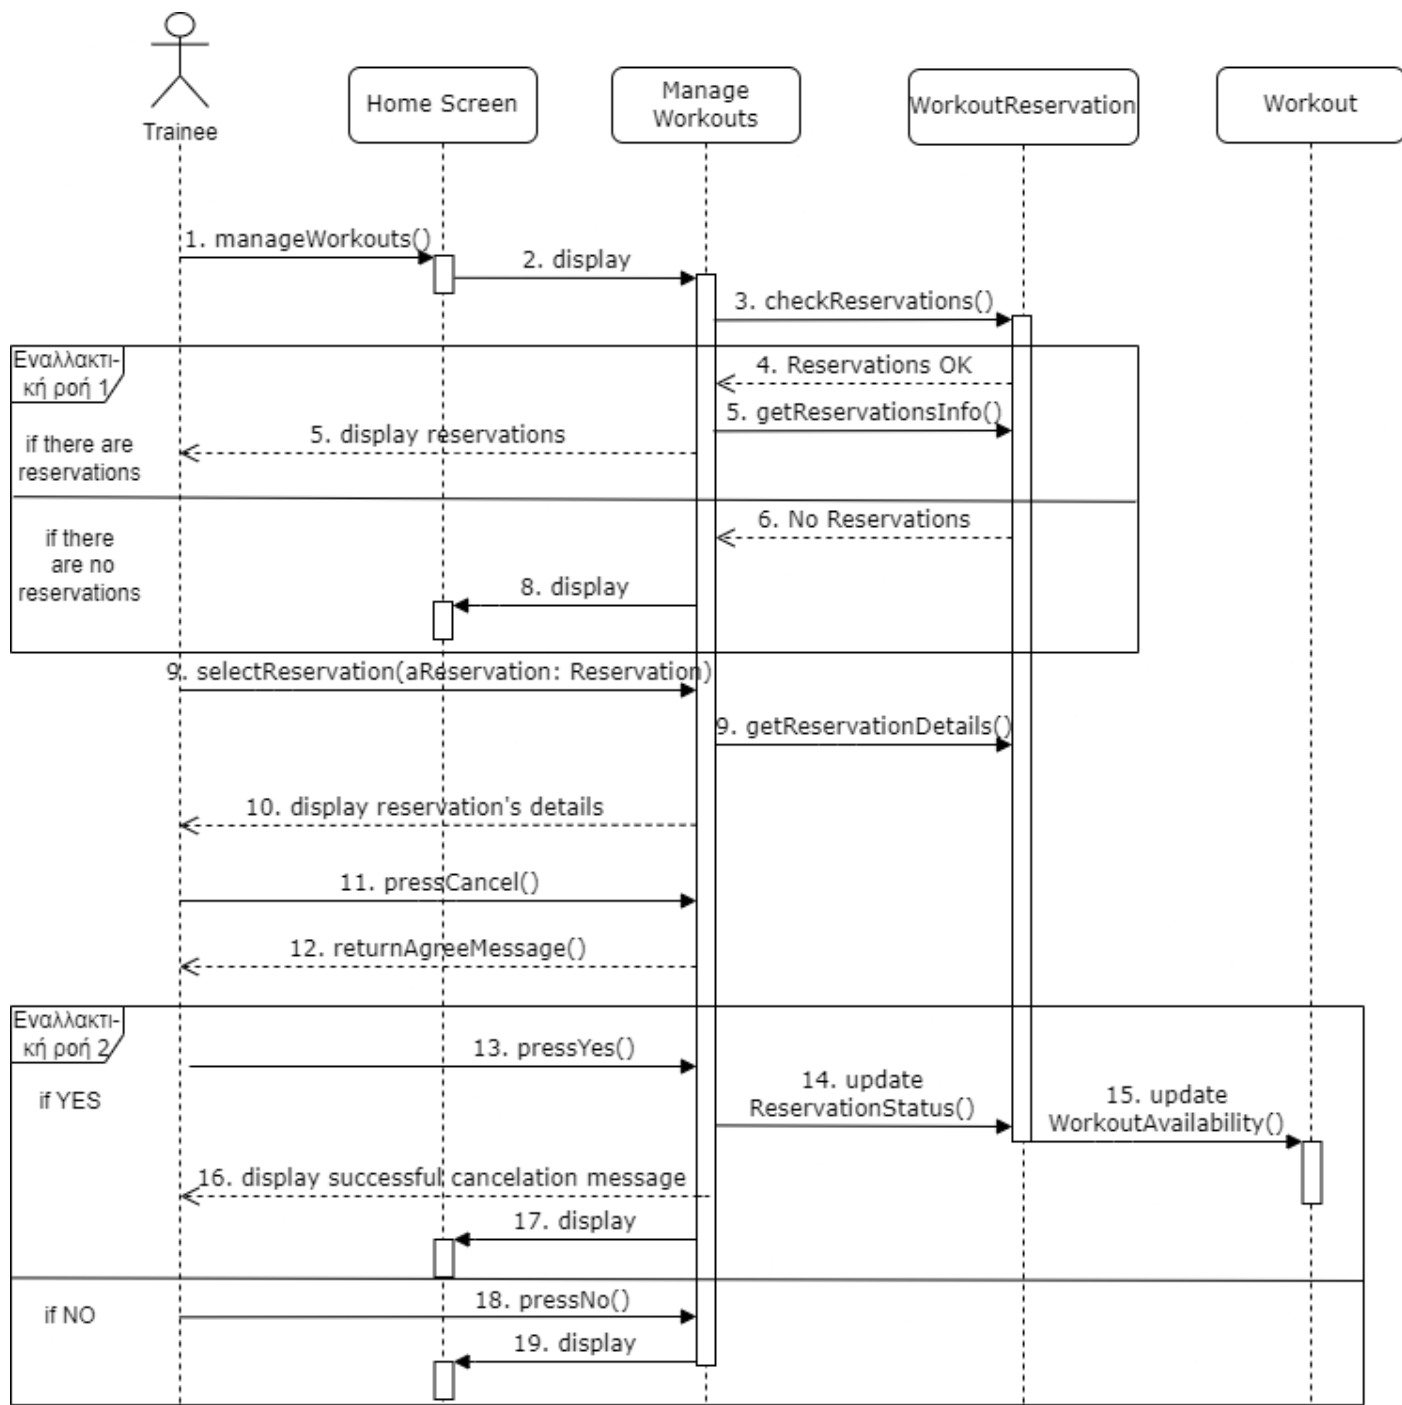 Trainee
Home Screen
Manage
Workouts
WorkoutReservation
Workout
1. manageWorkouts()
2. display
3. checkReservations()
Εναλλακτι-
κή ροή 1
4. Reservations OK
5. getReservationsInfo()
5. display reservations
if there are
reservations
6. No Reservations
if there
are no
reservations
8. display
9. selectReservation(aReservation: Reservation)
9. getReservationDetails()
10. display reservation's details
11. pressCancel()
12. returnAgreeMessage()
Εναλλακτι-
κή ροή 2
13. pressYes()
if YES
14. update
ReservationStatus()
15. update
WorkoutAvailability()
16. display successful cancelation message
17. display
18. pressNo()
if NO
19. display